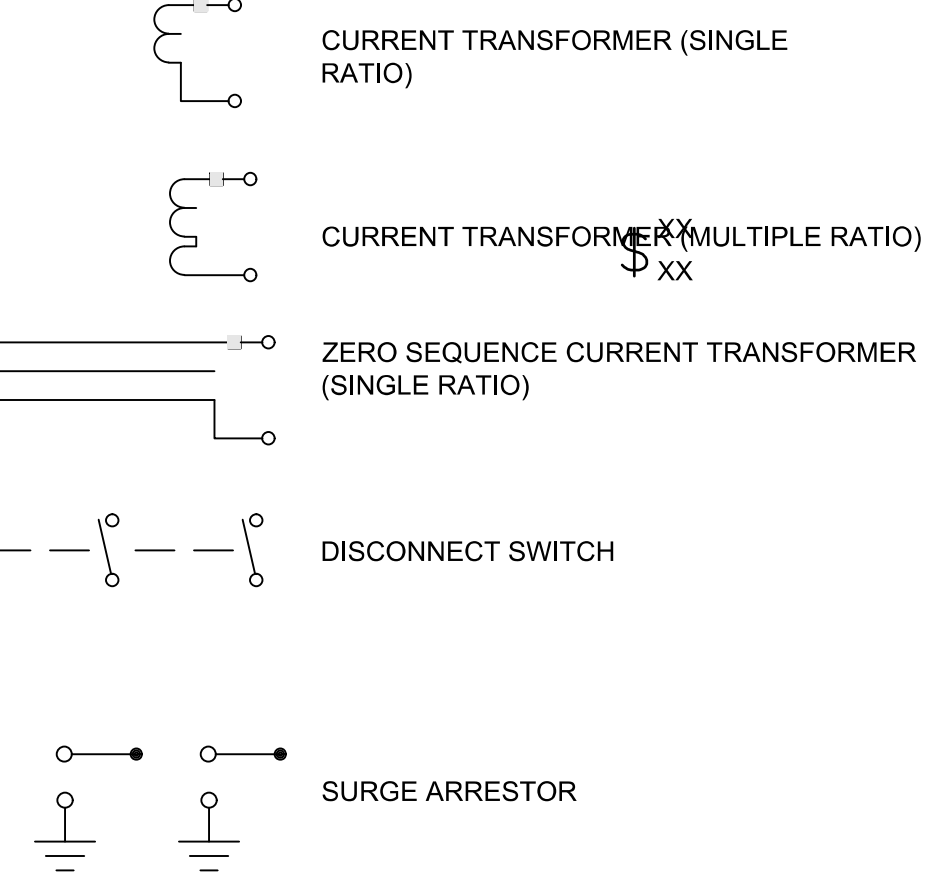 CURRENT TRANSFORMER (SINGLE
RATIO)
CURRENT TRANSFORMER (MULTIPLE RATIO)
$ XX
XX
ZERO SEQUENCE CURRENT TRANSFORMER
(SINGLE RATIO)
DISCONNECT SWITCH
SURGE ARRESTOR